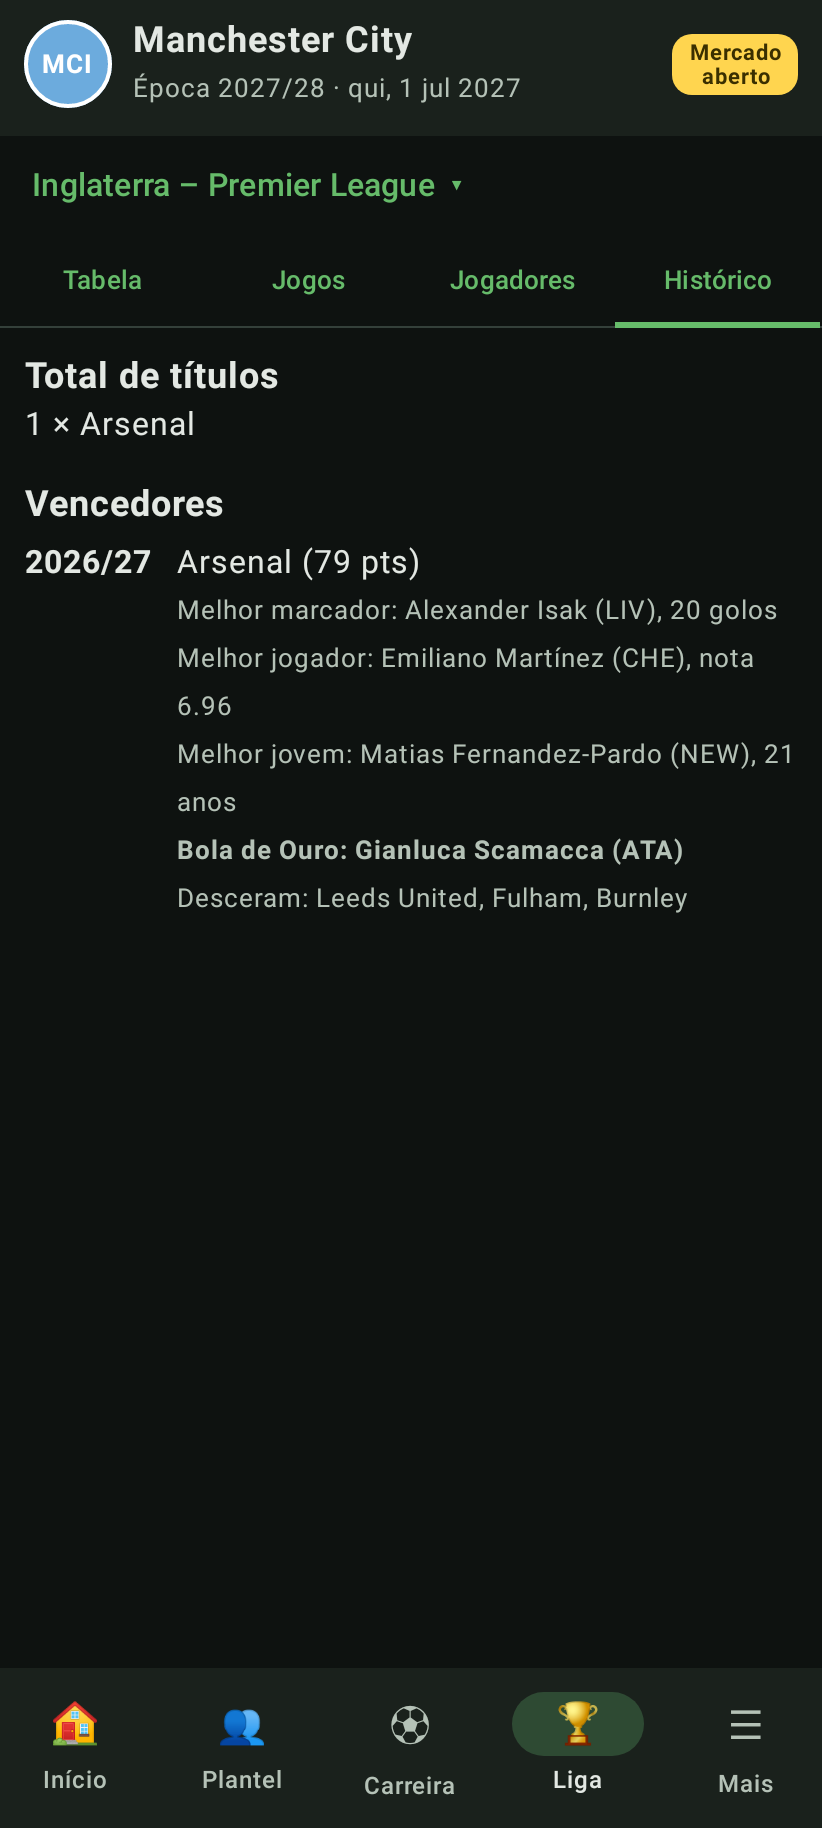 MCI
Manchester City
Época 2027/28 · qui, 1 jul 2027
Mercado
aberto
Inglaterra – Premier League ▼
Tabela
Jogos
Jogadores
Histórico
Total de títulos
1 × Arsenal
Vencedores
2026/27 Arsenal (79 pts)
Melhor marcador: Alexander Isak (LIV), 20 golos
Melhor jogador: Emiliano Martínez (CHE), nota
6.96
Melhor jovem: Matias Fernandez-Pardo (NEW), 21
anos
Bola de Ouro: Gianluca Scamacca (ATA)
Desceram: Leeds United, Fulham, Burnley
Início
Plantel
Carreira
Liga
Mais